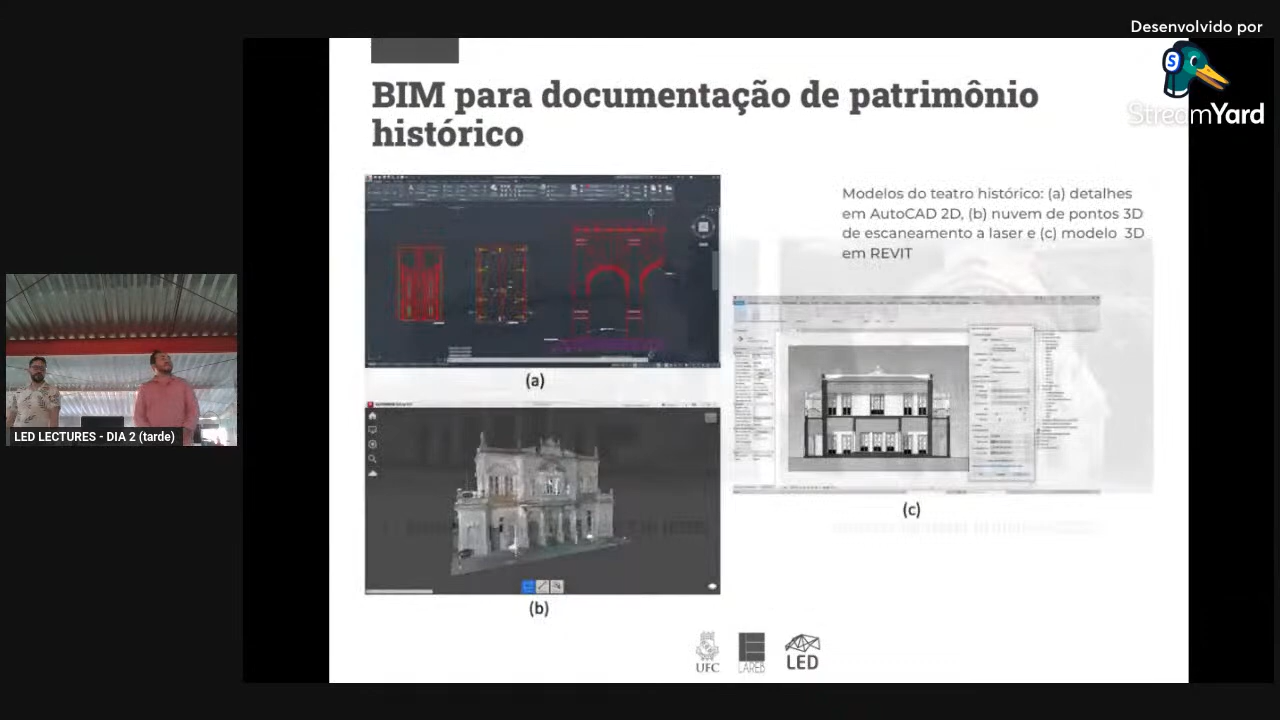 Desenvolvido por
StreamYard
BIM para documentação de patrimônio
histórico
Modelos do teatro histórico: (a) detalhes
em AutoCAD 2D, (b) nuvem de pontos 3D
de escaneamento a laser e (c) modelo 3D
em REVIT
(a)
(b)
(c)
LED LECTURES - DIA 2 (tarde)
UFC
LAREB
LED